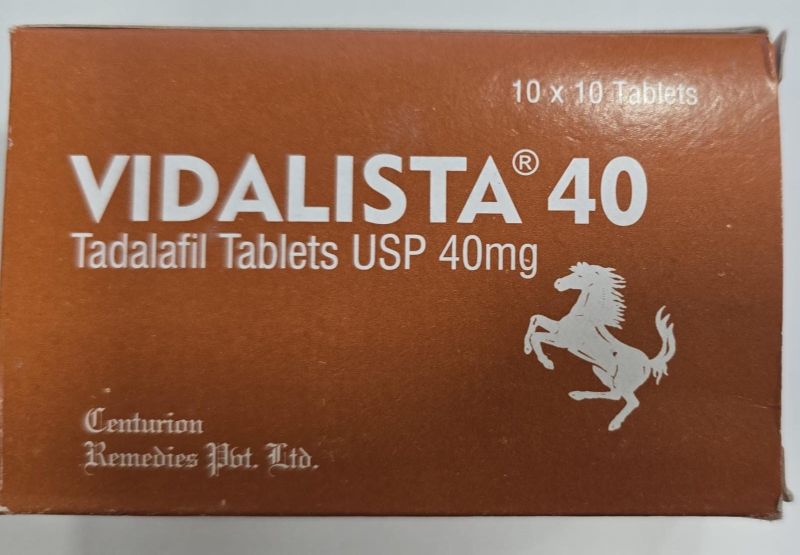 10 x 10 Tablets
VIDALISTA® 40
Tadalafil Tablets USP 40mg
Centurion
Remedies Pvt. Ltd.